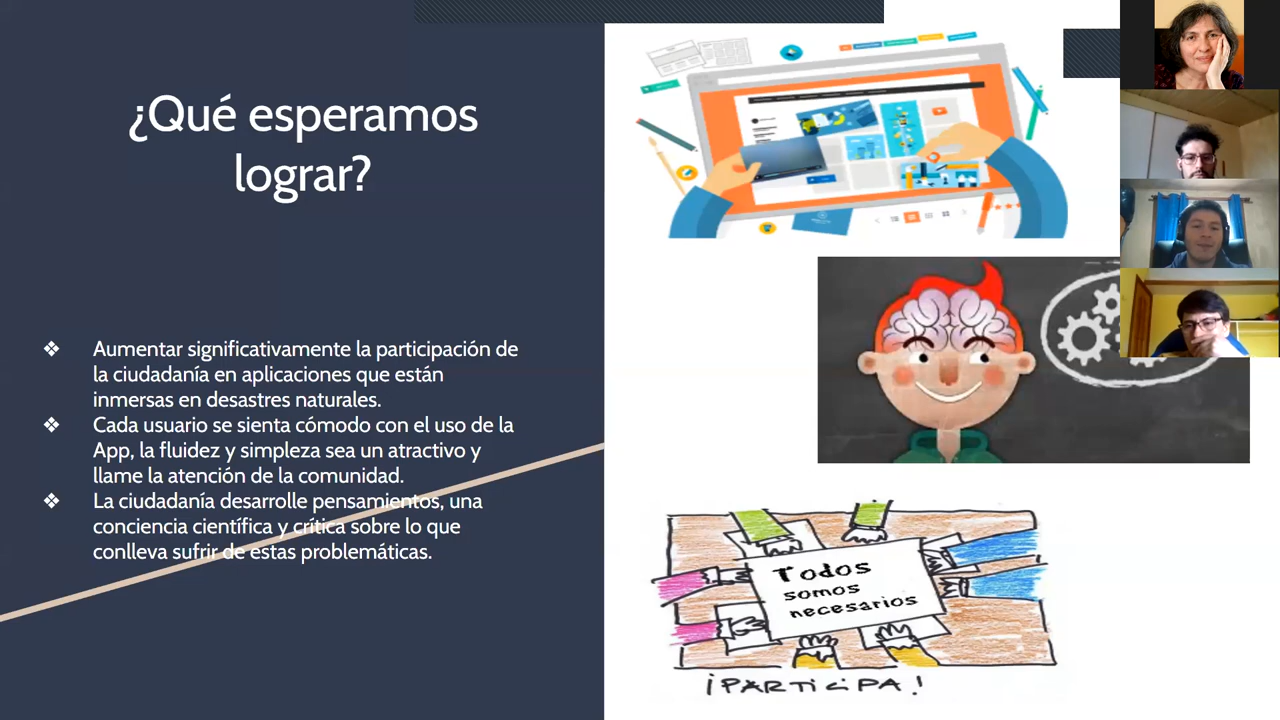 ¿Qué esperamos
lograr?
❖ Aumentar significativamente la participación de
la ciudadanía en aplicaciones que están
inmersas en desastres naturales.
❖ Cada usuario se sienta cómodo con el uso de la
App, la fluidez y simpleza sea un atractivo y
llame la atención de la comunidad.
❖ La ciudadanía desarrolle pensamientos, una
conciencia científica y crítica sobre lo que
conlleva sufrir de estas problemáticas.
Todos
somos
necesarios
¡PARTICIPA!